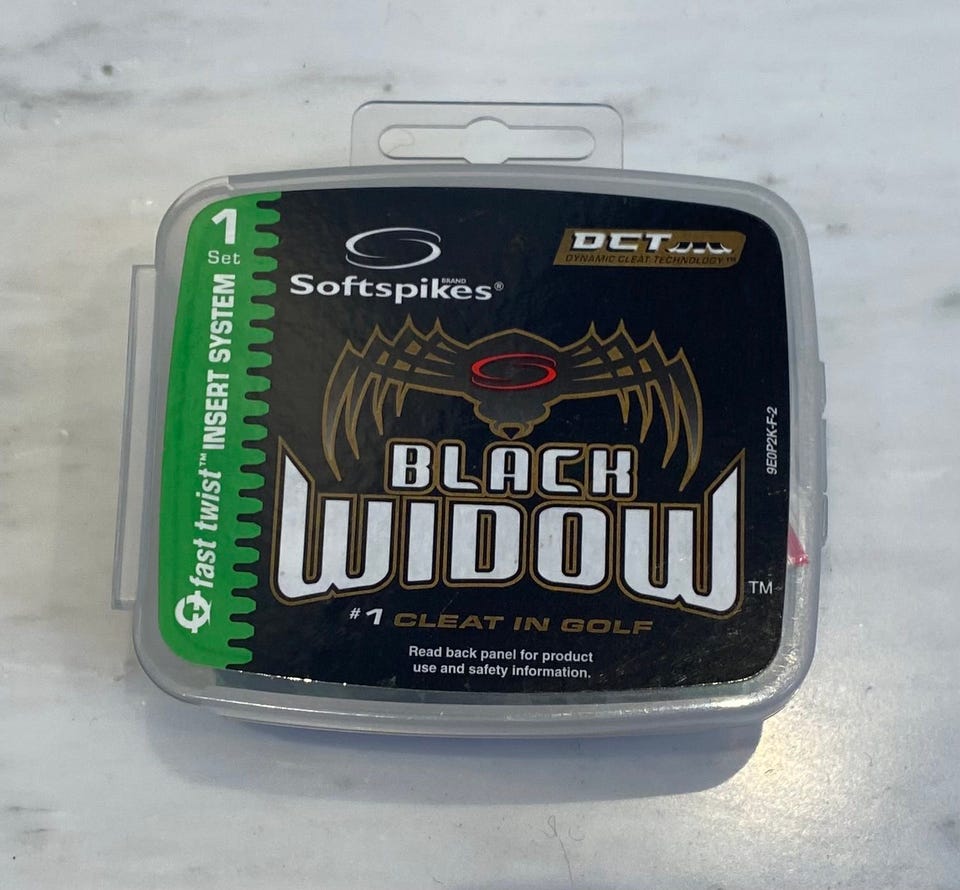 1
Set
fast twist™ INSERT SYSTEM
Softspikes®
BRAND
DCT
DYNAMIC CLEAT TECHNOLOGY™
BLACK
WIDOW™
#1 CLEAT IN GOLF
Read back panel for product
use and safety information.
9E0P2K-F-2